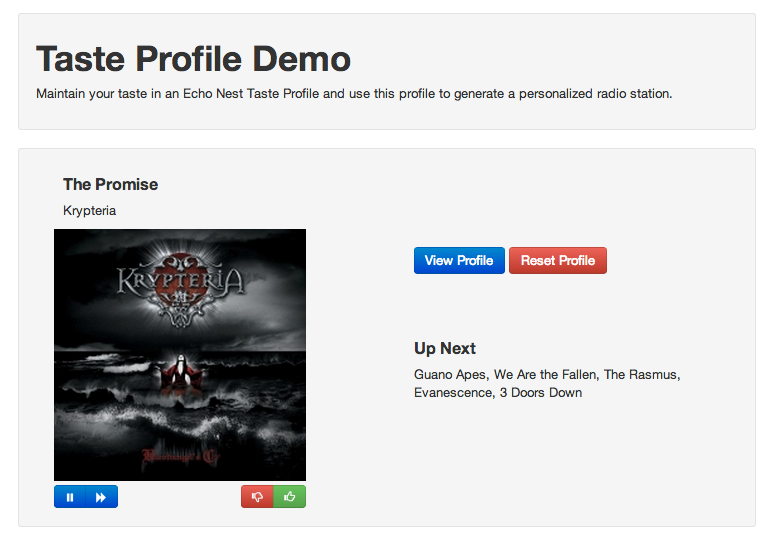 Taste Profile Demo
Maintain your taste in an Echo Nest Taste Profile and use this profile to generate a personalized radio station.
The Promise
Krypteria
KRYPTERIA
View Profile
Reset Profile
Up Next
Guano Apes, We Are the Fallen, The Rasmus,
Evanescence, 3 Doors Down